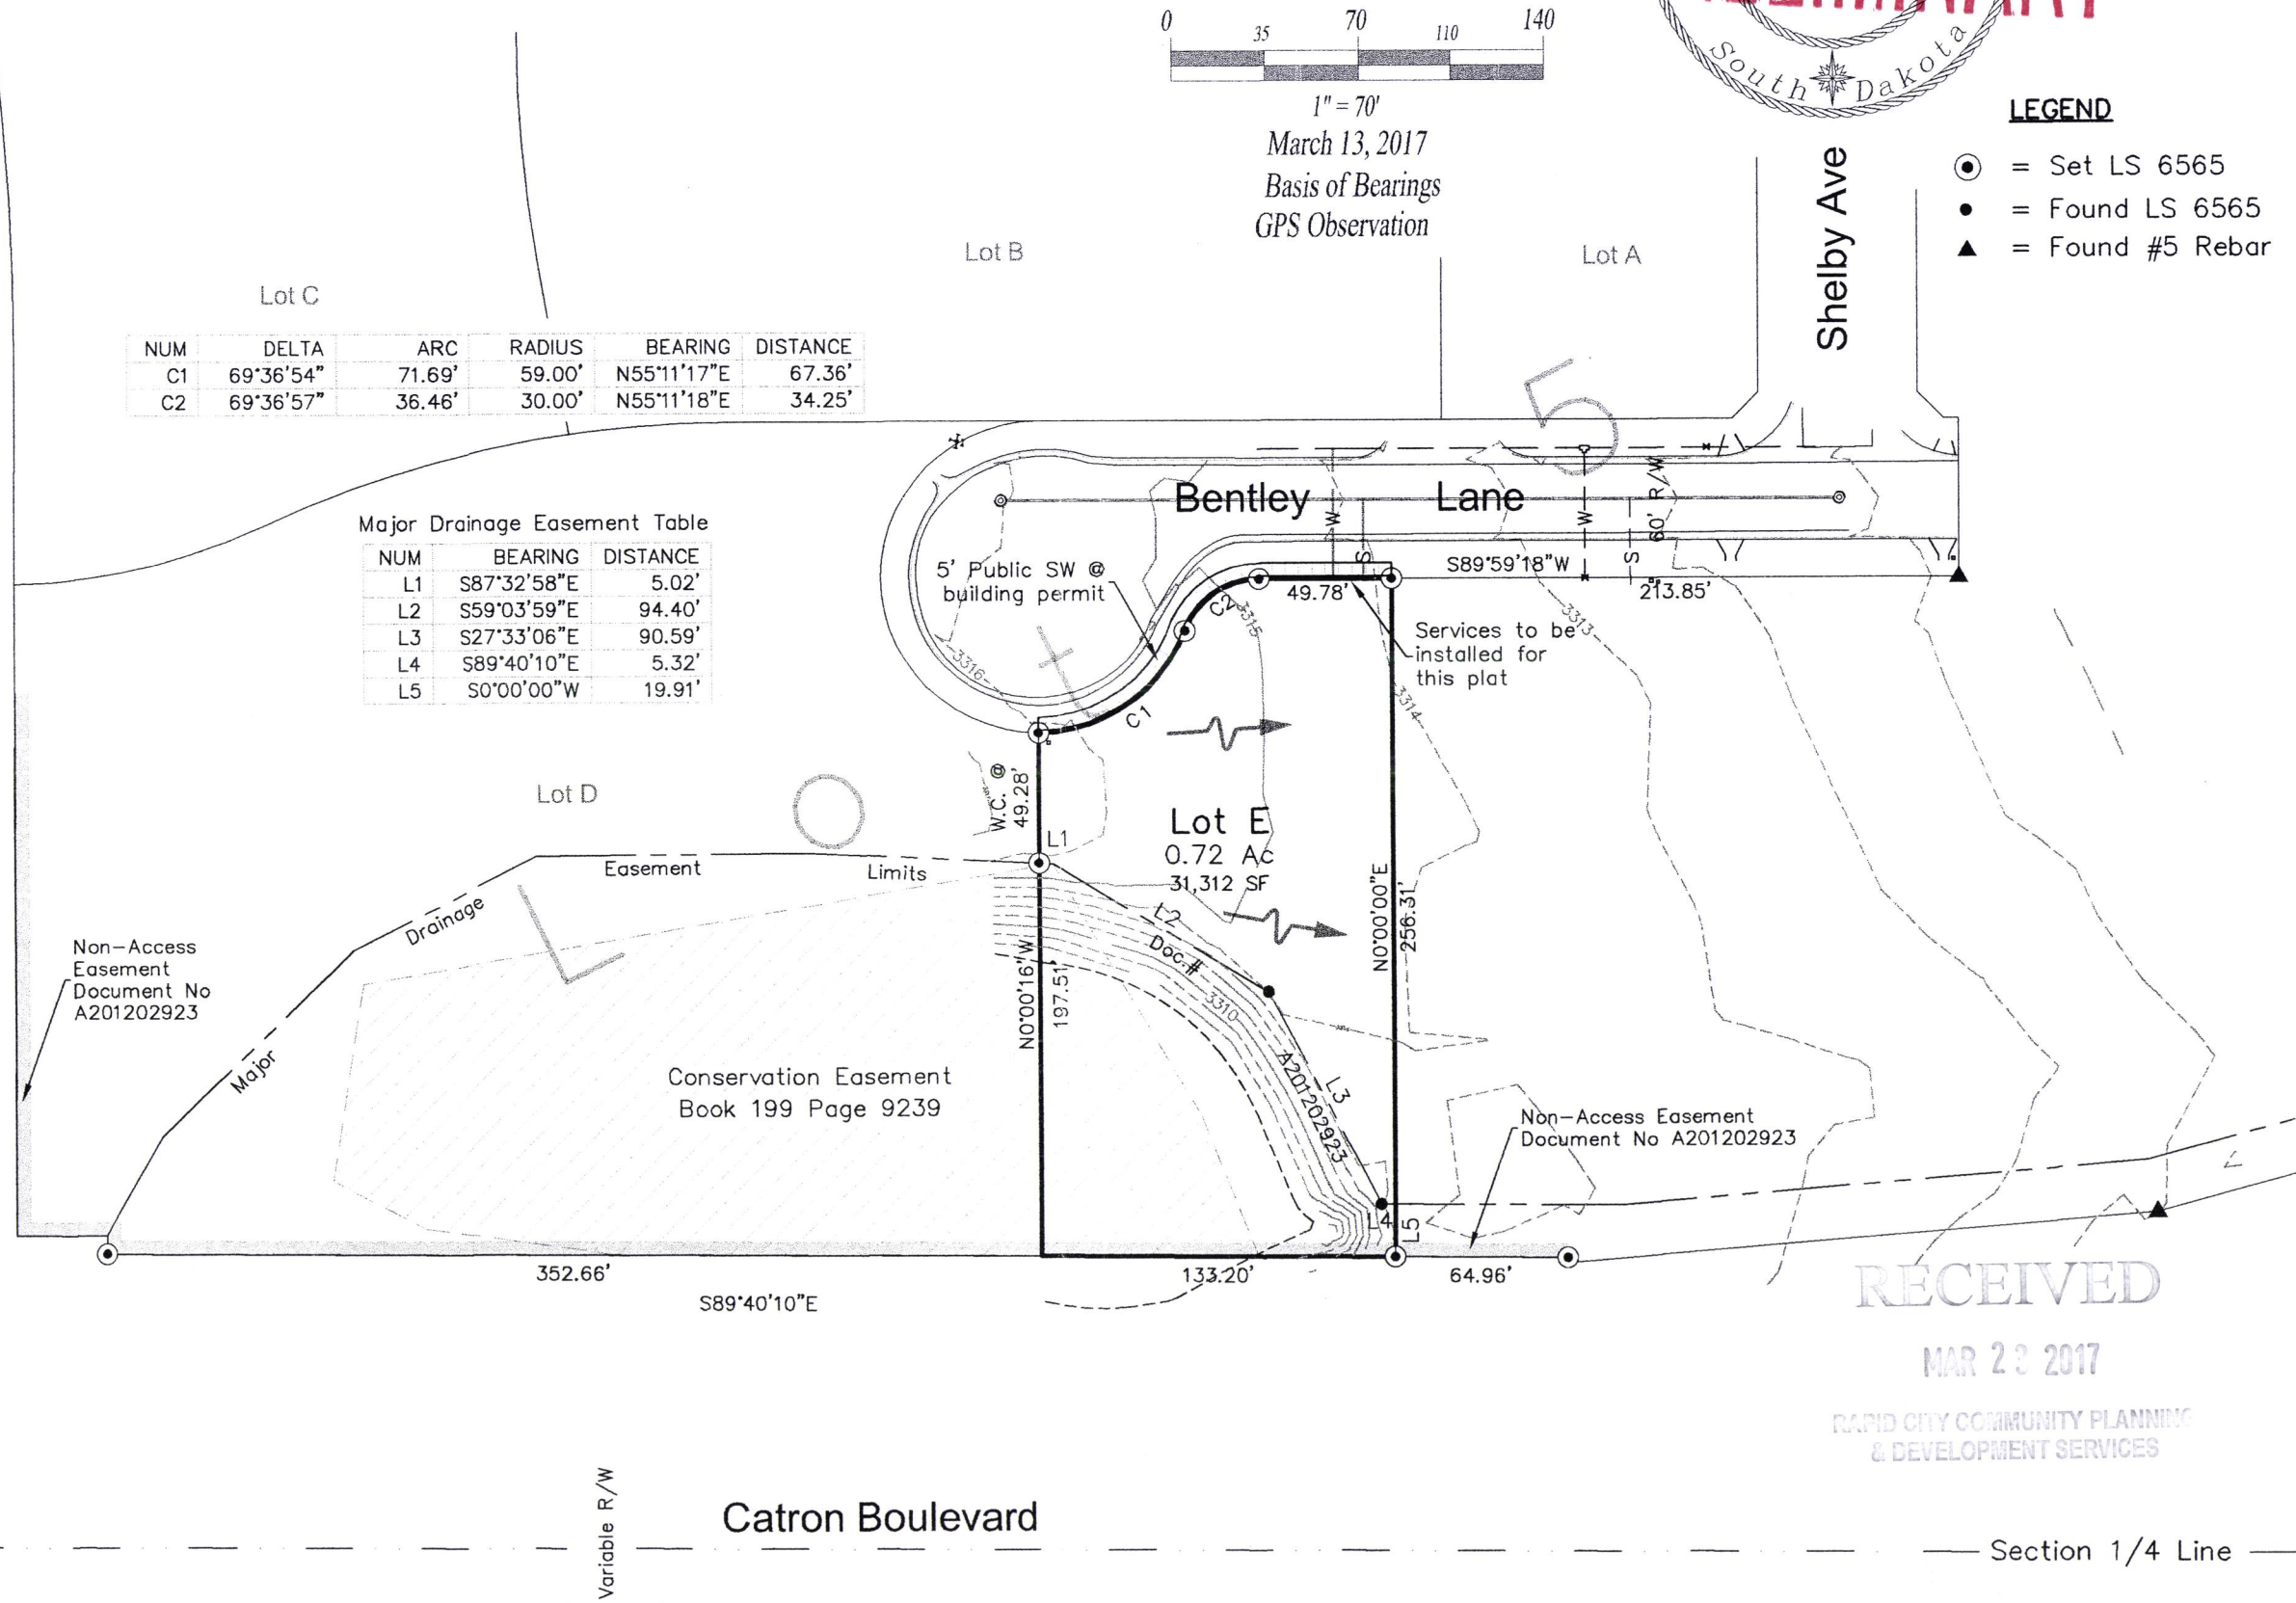 0 35 70 110 140
1" = 70'
March 13, 2017
Basis of Bearings
GPS Observation
South Dakota
LEGEND
= Set LS 6565
= Found LS 6565
= Found #5 Rebar
Shelby Ave
Lot C
Lot B
Lot A
NUM DELTA ARC RADIUS BEARING DISTANCE
C1 69°36'54" 71.69' 59.00' N55°11'17"E 67.36'
C2 69°36'57" 36.46' 30.00' N55°11'18"E 34.25'
5
Major Drainage Easement Table
NUM BEARING DISTANCE
L1 S87°32'58"E 5.02'
L2 S59°03'59"E 94.40'
L3 S27°33'06"E 90.59'
L4 S89°40'10"E 5.32'
L5 S0°00'00"W 19.91'
Bentley Lane
W
S
W
S
60' R/W
5' Public SW @
building permit
S89°59'18"W
49.78'
213.85'
C2
C1
3315
3316
3313
3314
Services to be
installed for
this plat
W.C. @
49.28'
Lot D
L1
Lot E
0.72 Ac
31,312 SF
N0°00'00"E
256.31'
Major Drainage Easement Limits
L2
Doc.#
3310
A201202923
L3
L4
L5
N0°00'16"W
197.51'
Non-Access
Easement
Document No
A201202923
Conservation Easement
Book 199 Page 9239
Non-Access Easement
Document No A201202923
352.66'
133.20'
64.96'
S89°40'10"E
RECEIVED
MAR 2 2017
RAPID CITY COMMUNITY PLANNING
& DEVELOPMENT SERVICES
Variable R/W
Catron Boulevard
Section 1/4 Line